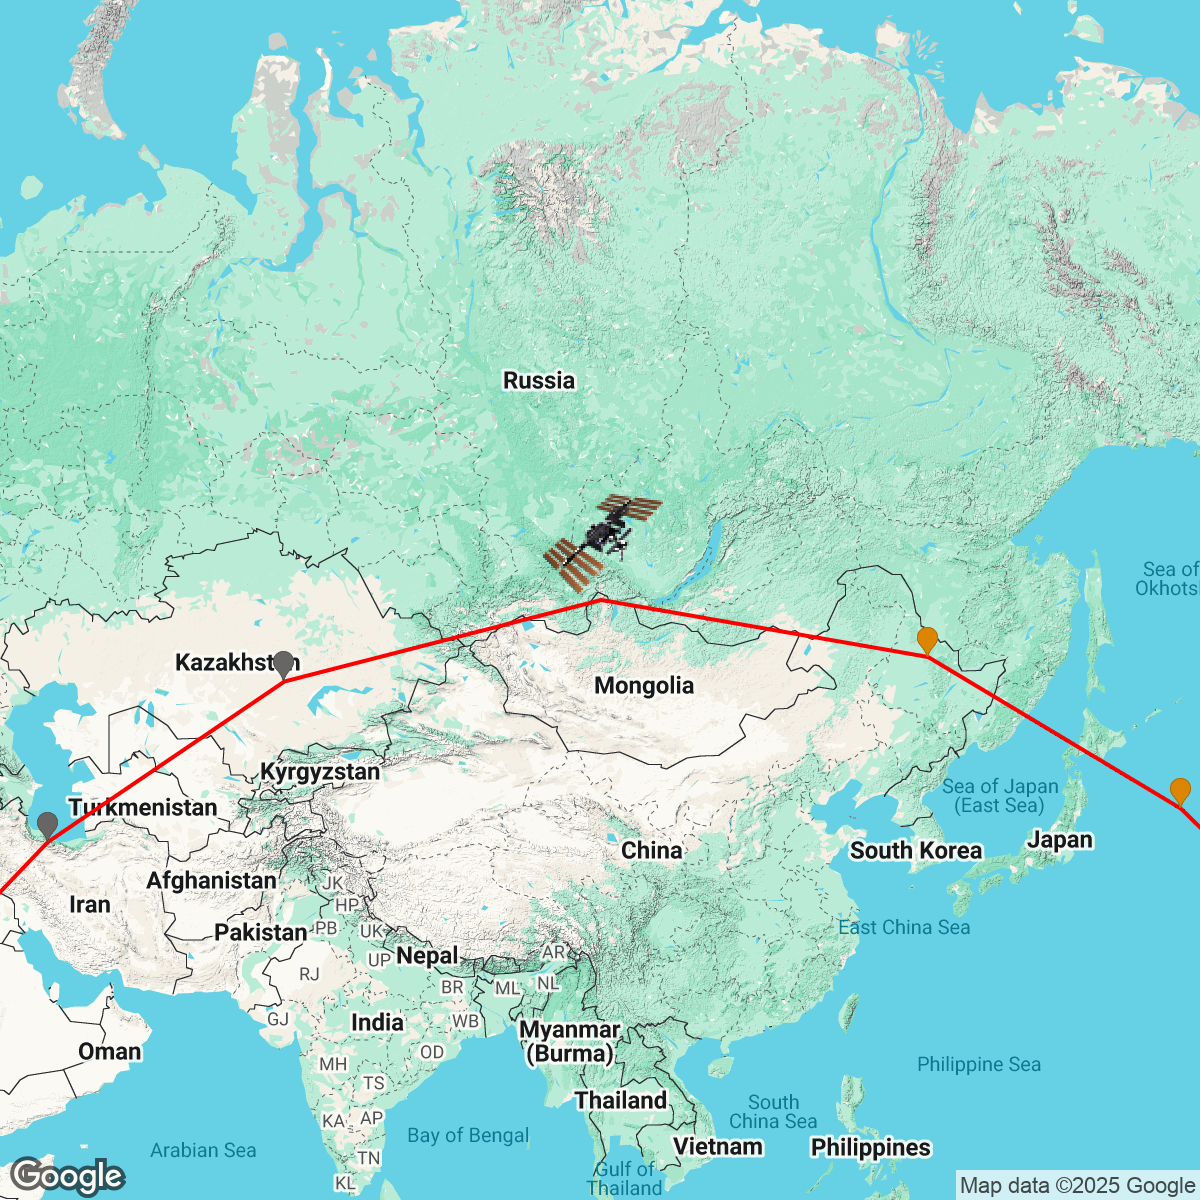 Russia
Sea of
Okhots
Kazakhstan
Mongolia
Kyrgyzstan
Sea of Japan
(East Sea)
Turkmenistan
Japan
China
South Korea
Afghanistan
JK
HP
Iran
Pakistan
PB
UK
East China Sea
Nepal
UP
AR
RJ
BR
ML
NL
GJ
India
WB
Myanmar
(Burma)
Oman
OD
MH
Philippine Sea
TS
Thailand
South
China Sea
KA
AP
Bay of Bengal
Arabian Sea
Vietnam
Philippines
TN
Gulf of
Thailand
KL
Google
Map data ©2025 Google